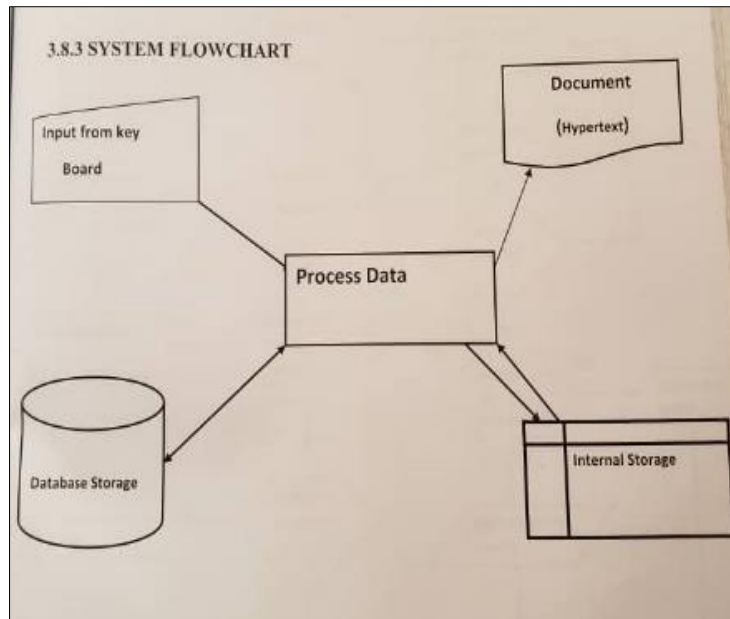 3.8.3 SYSTEM FLOWCHART
Input from key
Board
Document
(Hypertext)
Process Data
Database Storage
Internal Storage